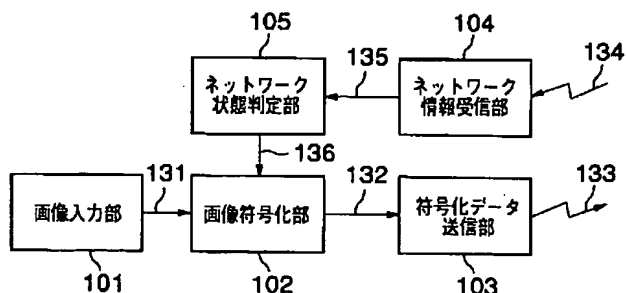 105
104
135
134
ネットワーク
状態判定部
ネットワーク
情報受信部
136
131
132
133
画像入力部
画像符号化部
符号化データ
送信部
101
102
103